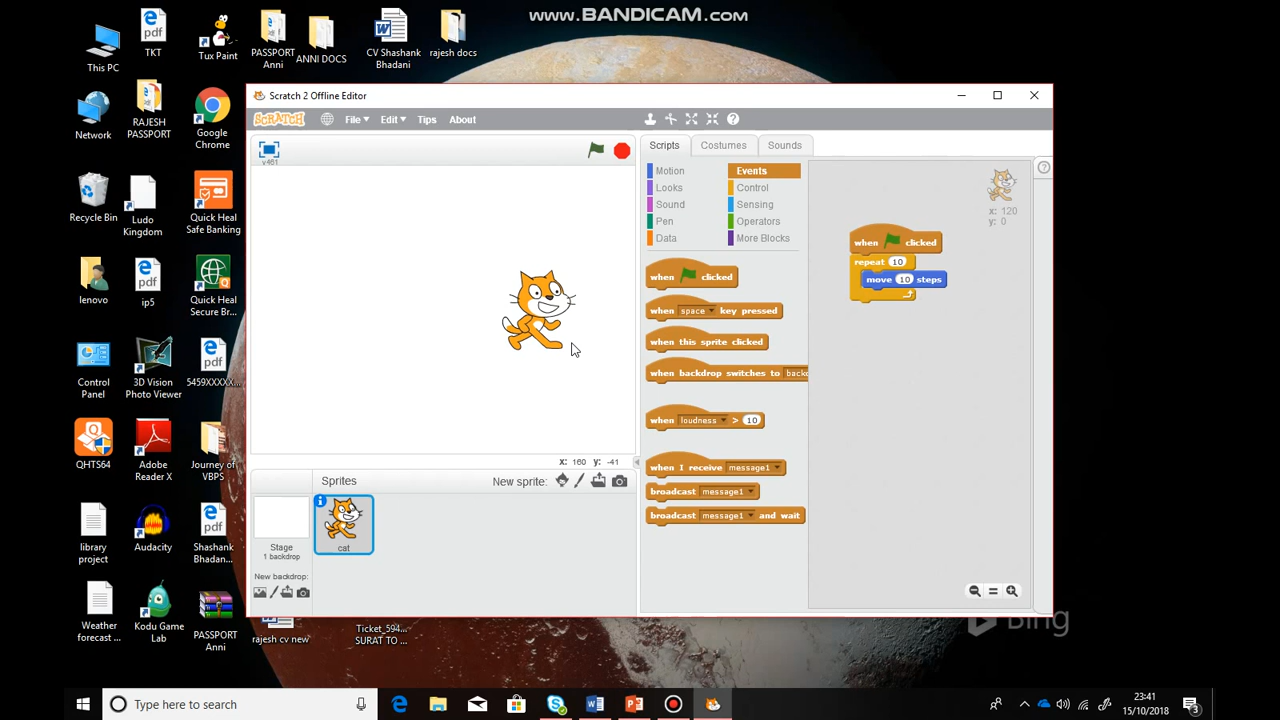 www.BANDICAM.com
This PC
TKT
Tux Paint
PASSPORT
Anni
ANNI DOCS
CV Shashank
Bhadani
rajesh docs
Network
RAJESH
PASSPORT
Google
Chrome
Recycle Bin
Ludo
Kingdom
Quick Heal
Safe Banking
lenovo
ip5
Quick Heal
Secure Br...
Control
Panel
3D Vision
Photo Viewer
5459XXXXX...
QHTS64
Adobe
Reader X
Journey of
VBPS
library
project
Audacity
Shashank
Bhadan...
Weather
forecast ...
Kodu Game
Lab
PASSPORT
Anni
rajesh cv new
Ticket_594...
SURAT TO ...
Scratch 2 Offline Editor
SCRATCH
File
Edit
Tips
About
v461
x: 160 y: -41
Sprites
New sprite:
Stage
1 backdrop
New backdrop:
cat
Scripts
Costumes
Sounds
Motion
Events
Looks
Control
Sound
Sensing
Pen
Operators
Data
More Blocks
when clicked
when space key pressed
when this sprite clicked
when backdrop switches to back
when loudness > 10
when I receive message1
broadcast message1
broadcast message1 and wait
x: 120
y: 0
when clicked
repeat 10
move 10 steps
Bing
Type here to search
23:41
15/10/2018
3